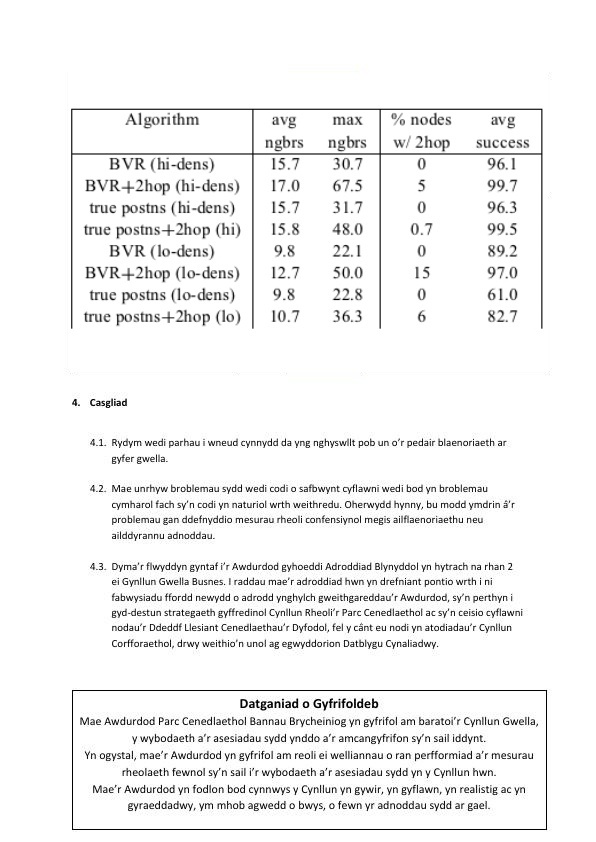 Algorithm avg max % nodes avg
ngbrs ngbrs w/ 2hop success
BVR (hi-dens) 15.7 30.7 0 96.1
BVR+2hop (hi-dens) 17.0 67.5 5 99.7
true postns (hi-dens) 15.7 31.7 0 96.3
true postns+2hop (hi) 15.8 48.0 0.7 99.5
BVR (lo-dens) 9.8 22.1 0 89.2
BVR+2hop (lo-dens) 12.7 50.0 15 97.0
true postns (lo-dens) 9.8 22.8 0 61.0
true postns+2hop (lo) 10.7 36.3 6 82.7
4. Casgliad
4.1. Rydym wedi parhau i wneud cynnydd da yng nghyswllt pob un o’r pedair blaenoriaeth ar
gyfer gwella.
4.2. Mae unrhyw broblemau sydd wedi codi o safbwynt cyflawni wedi bod yn broblemau
cymharol fach sy’n codi yn naturiol wrth weithredu. Oherwydd hynny, bu modd ymdrin â’r
problemau gan ddefnyddio mesurau rheoli confensiynol megis ailflaenoriaethu neu
ailddyrannu adnoddau.
4.3. Dyma’r flwyddyn gyntaf i’r Awdurdod gyhoeddi Adroddiad Blynyddol yn hytrach na rhan 2
ei Gynllun Gwella Busnes. I raddau mae’r adroddiad hwn yn drefniant pontio wrth i ni
fabwysiadu ffordd newydd o adrodd ynghylch gweithgareddau’r Awdurdod, sy’n perthyn i
gyd-destun strategaeth gyffredinol Cynllun Rheoli’r Parc Cenedlaethol ac sy’n ceisio cyflawni
nodau’r Ddeddf Llesiant Cenedlaethau’r Dyfodol, fel y cânt eu nodi yn atodiadau’r Cynllun
Corfforaethol, drwy weithio’n unol ag egwyddorion Datblygu Cynaliadwy.
Datganiad o Gyfrifoldeb
Mae Awdurdod Parc Cenedlaethol Bannau Brycheiniog yn gyfrifol am baratoi’r Cynllun Gwella,
y wybodaeth a’r asesiadau sydd ynddo a’r amcangyfrifon sy’n sail iddynt.
Yn ogystal, mae’r Awdurdod yn gyfrifol am reoli ei welliannau o ran perfformiad a’r mesurau
rheolaeth fewnol sy’n sail i’r wybodaeth a’r asesiadau sydd yn y Cynllun hwn.
Mae’r Awdurdod yn fodlon bod cynnwys y Cynllun yn gywir, yn gyflawn, yn realistig ac yn
gyraeddadwy, ym mhob agwedd o bwys, o fewn yr adnoddau sydd ar gael.